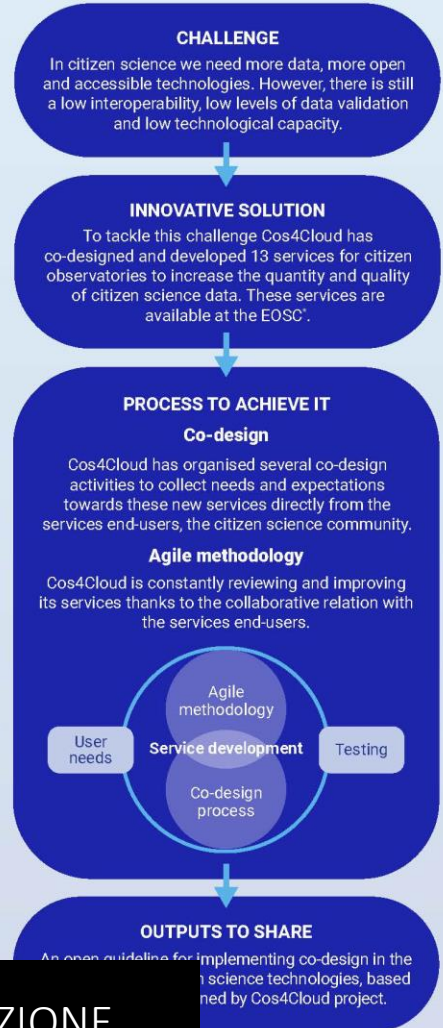 CHALLENGE
In citizen science we need more data, more open
and accessible technologies. However, there is still
a low interoperability, low levels of data validation
and low technological capacity.
INNOVATIVE SOLUTION
To tackle this challenge Cos4Cloud has
co-designed and developed 13 services for citizen
observatories to increase the quantity and quality
of citizen science data. These services are
available at the EOSC*.
PROCESS TO ACHIEVE IT
Co-design
Cos4Cloud has organised several co-design
activities to collect needs and expectations
towards these new services directly from the
services end-users, the citizen science community.
Agile methodology
Cos4Cloud is constantly reviewing and improving
its services thanks to the collaborative relation with
the services end-users.
Agile
methodology
User
needs
Service development
Testing
Co-design
process
OUTPUTS TO SHARE
An open guideline for implementing co-design in the
science technologies, based
by Cos4Cloud project.